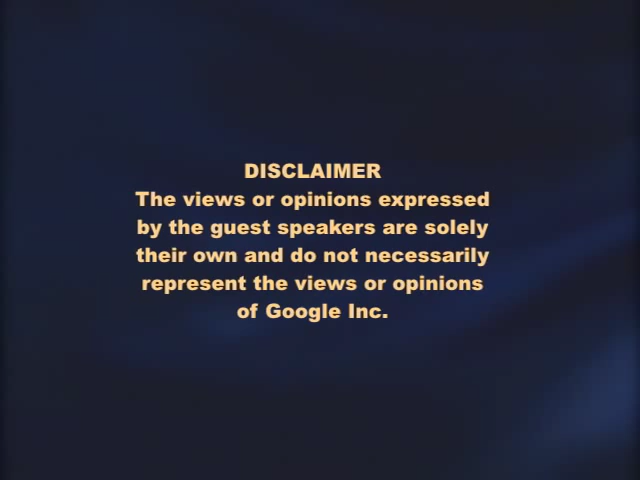 DISCLAIMER
The views or opinions expressed
by the guest speakers are solely
their own and do not necessarily
represent the views or opinions
of Google Inc.